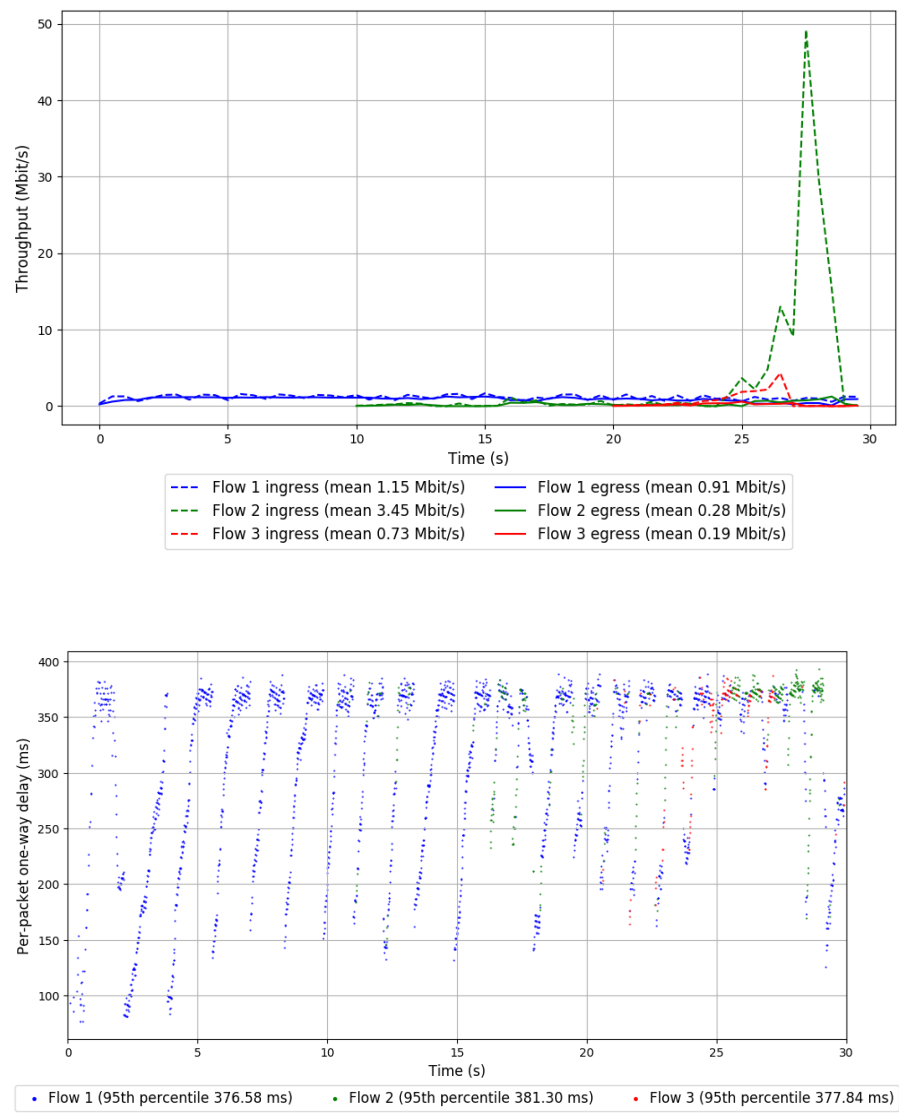 50
40
30
20
10
0
Throughput (Mbit/s)
0 5 10 15 20 25 30
Time (s)
Flow 1 ingress (mean 1.15 Mbit/s) Flow 1 egress (mean 0.91 Mbit/s)
Flow 2 ingress (mean 3.45 Mbit/s) Flow 2 egress (mean 0.28 Mbit/s)
Flow 3 ingress (mean 0.73 Mbit/s) Flow 3 egress (mean 0.19 Mbit/s)
400
350
300
250
200
150
100
Per-packet one-way delay (ms)
0 5 10 15 20 25 30
Time (s)
Flow 1 (95th percentile 376.58 ms) Flow 2 (95th percentile 381.30 ms) Flow 3 (95th percentile 377.84 ms)